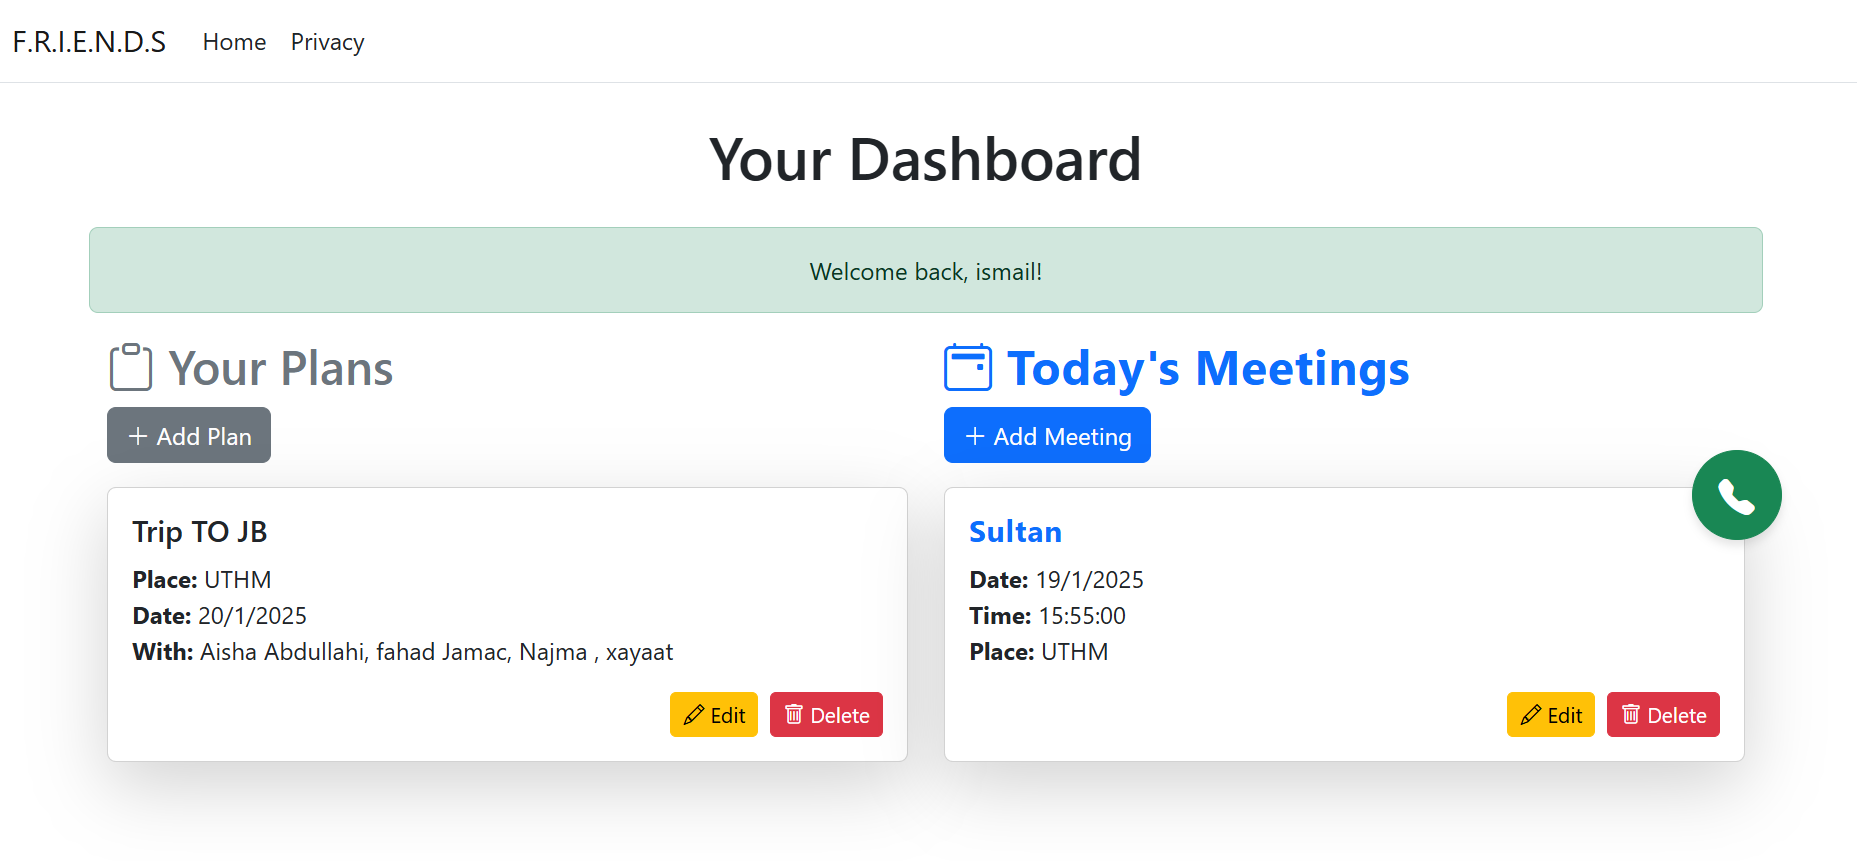 F.R.I.E.N.D.S Home Privacy
Your Dashboard
Welcome back, ismail!
Your Plans
+ Add Plan
Trip TO JB
Place: UTHM
Date: 20/1/2025
With: Aisha Abdullahi, fahad Jamac, Najma , xayaat
Edit Delete
Today's Meetings
+ Add Meeting
Sultan
Date: 19/1/2025
Time: 15:55:00
Place: UTHM
Edit Delete